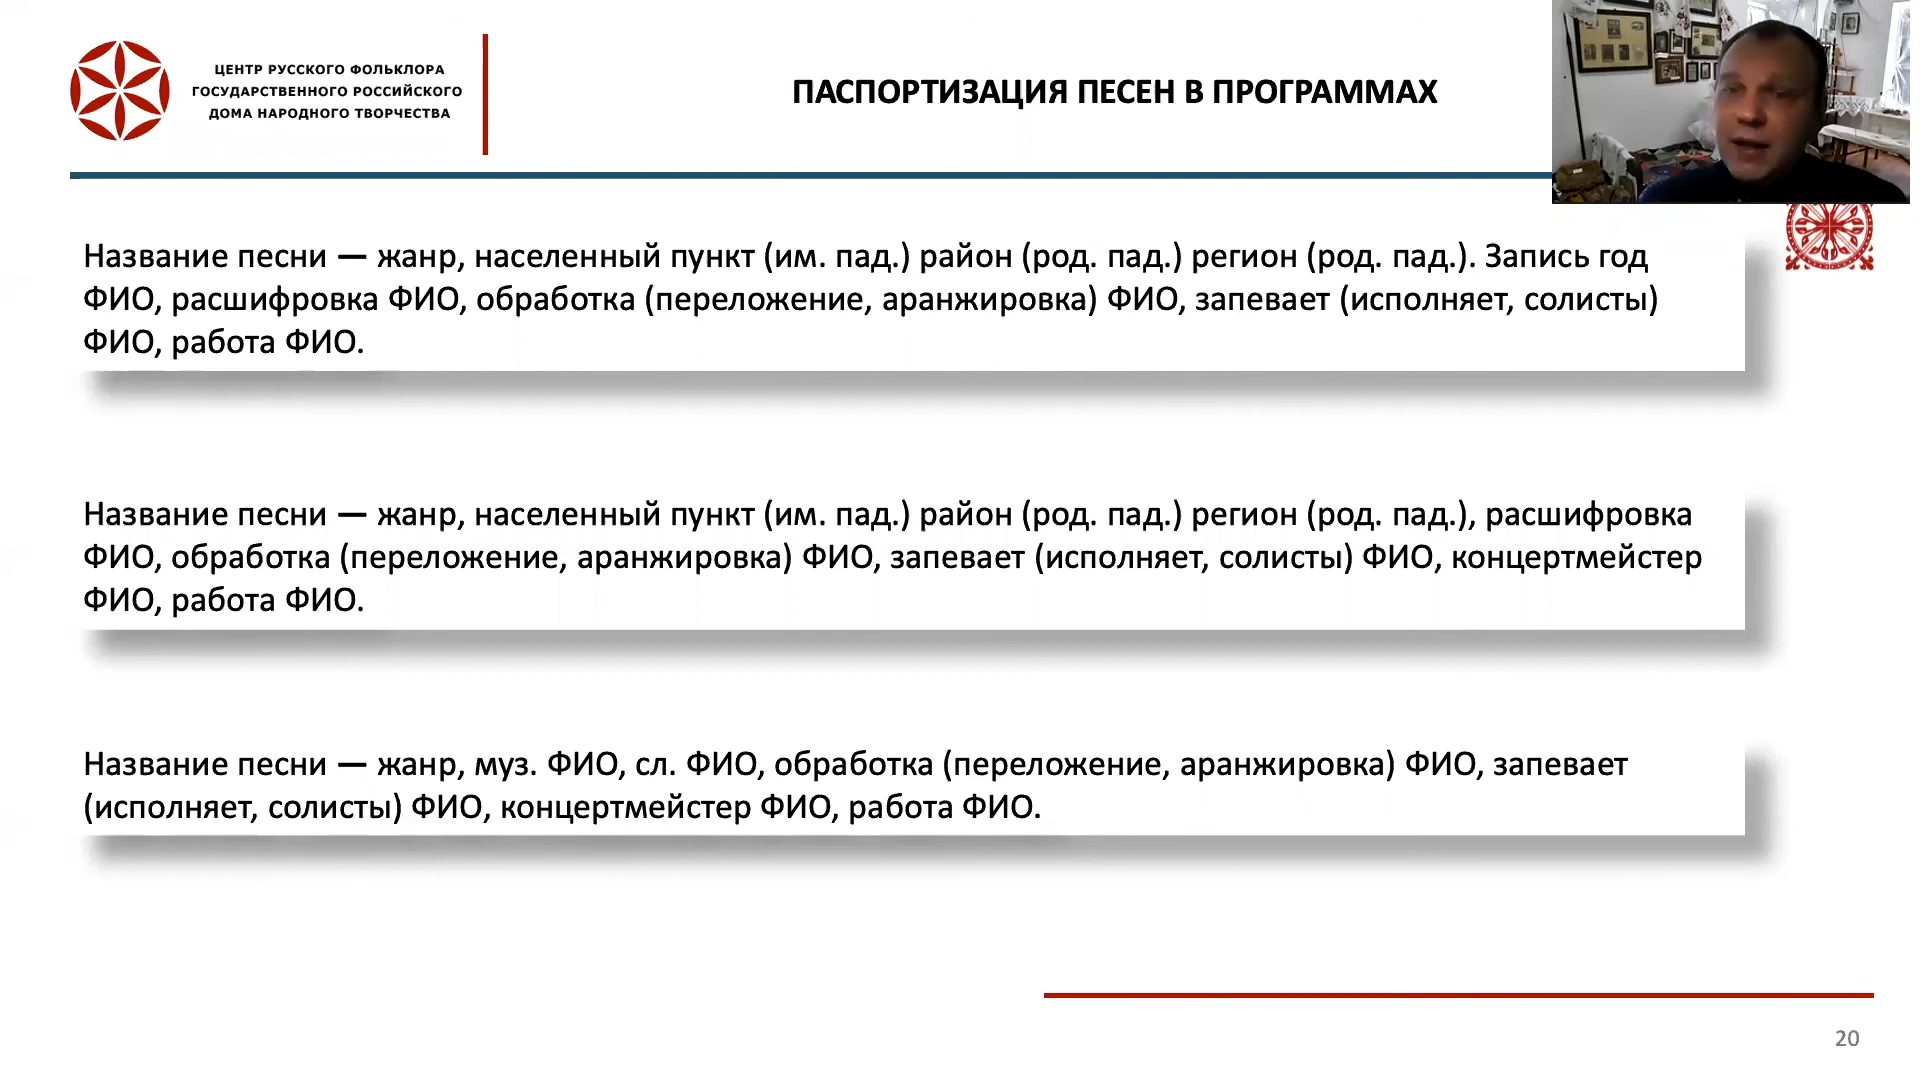 ЦЕНТР РУССКОГО ФОЛЬКЛОРА
ГОСУДАРСТВЕННОГО РОССИЙСКОГО
ДОМА НАРОДНОГО ТВОРЧЕСТВА
ПАСПОРТИЗАЦИЯ ПЕСЕН В ПРОГРАММАХ
Название песни — жанр, населенный пункт (им. пад.) район (род. пад.) регион (род. пад.). Запись год
ФИО, расшифровка ФИО, обработка (переложение, аранжировка) ФИО, запевает (исполняет, солисты)
ФИО, работа ФИО.
Название песни — жанр, населенный пункт (им. пад.) район (род. пад.) регион (род. пад.), расшифровка
ФИО, обработка (переложение, аранжировка) ФИО, запевает (исполняет, солисты) ФИО, концертмейстер
ФИО, работа ФИО.
Название песни — жанр, муз. ФИО, сл. ФИО, обработка (переложение, аранжировка) ФИО, запевает
(исполняет, солисты) ФИО, концертмейстер ФИО, работа ФИО.
20